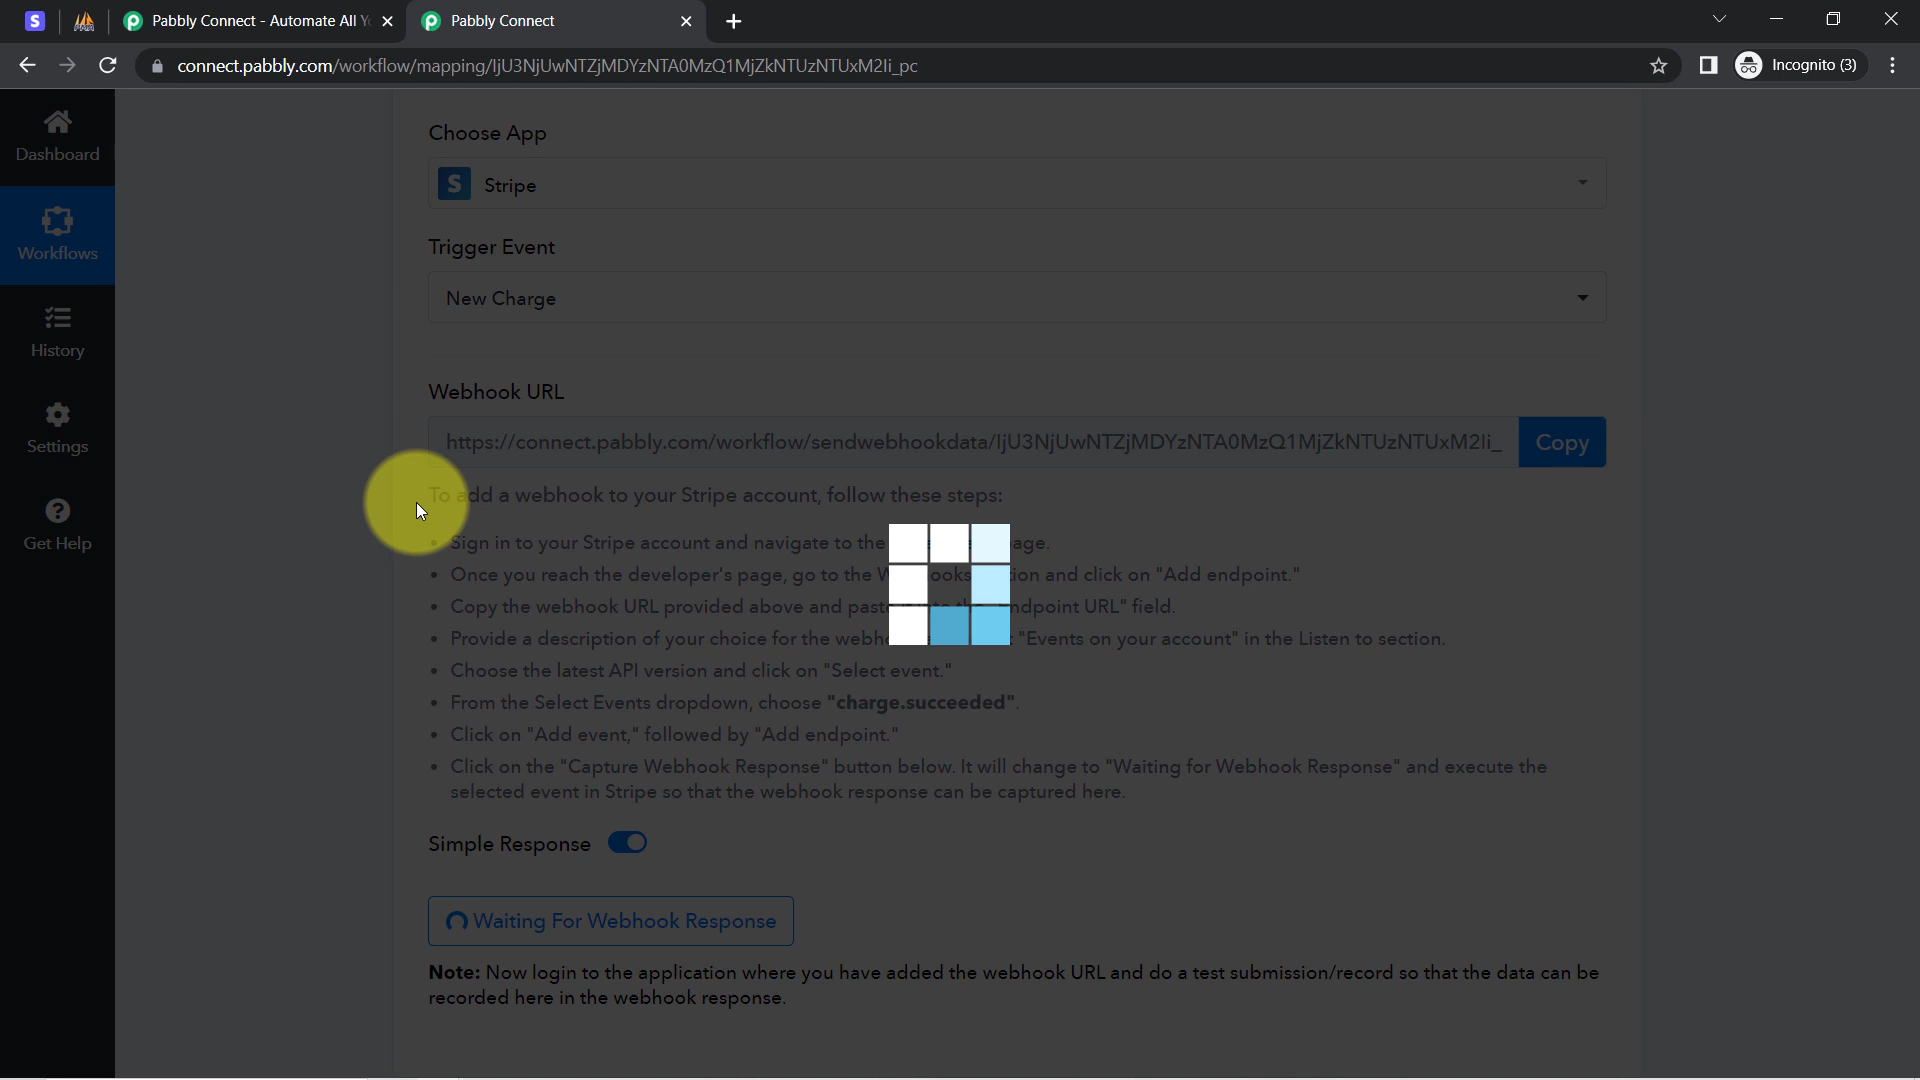 Pabbly Connect - Automate All Y
Pabbly Connect
connect.pabbly.com/workflow/mapping/IjU3NjUwNTZjMDYzNTA0MzQ1MjZkNTUzNTUxM2Ii_pc
Incognito (3)
Dashboard
Workflows
History
Settings
Get Help
Choose App
S Stripe
Trigger Event
New Charge
Webhook URL
https://connect.pabbly.com/workflow/sendwebhookdata/IjU3NjUwNTZjMDYzNTA0MzQ1MjZkNTUzNTUxM2Ii_
Copy
To add a webhook to your Stripe account, follow these steps:
• Sign in to your Stripe account and navigate to the age.
• Once you reach the developer's page, go to the W ooks ion and click on "Add endpoint."
• Copy the webhook URL provided above and past ndpoint URL" field.
• Provide a description of your choice for the webh "Events on your account" in the Listen to section.
• Choose the latest API version and click on "Select event."
• From the Select Events dropdown, choose "charge.succeeded".
• Click on "Add event," followed by "Add endpoint."
• Click on the "Capture Webhook Response" button below. It will change to "Waiting for Webhook Response" and execute the
selected event in Stripe so that the webhook response can be captured here.
Simple Response
Waiting For Webhook Response
Note: Now login to the application where you have added the webhook URL and do a test submission/record so that the data can be
recorded here in the webhook response.